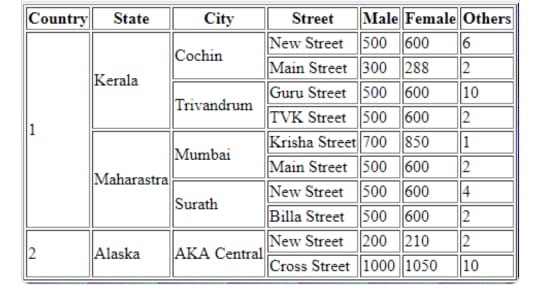 Country State City Street Male Female Others
1 Kerala Cochin New Street 500 600 6
Main Street 300 288 2
Trivandrum Guru Street 500 600 10
TVK Street 500 600 2
Maharastra Mumbai Krisha Street 700 850 1
Main Street 500 600 2
Surath New Street 500 600 4
Billa Street 500 600 2
2 Alaska AKA Central New Street 200 210 2
Cross Street 1000 1050 10